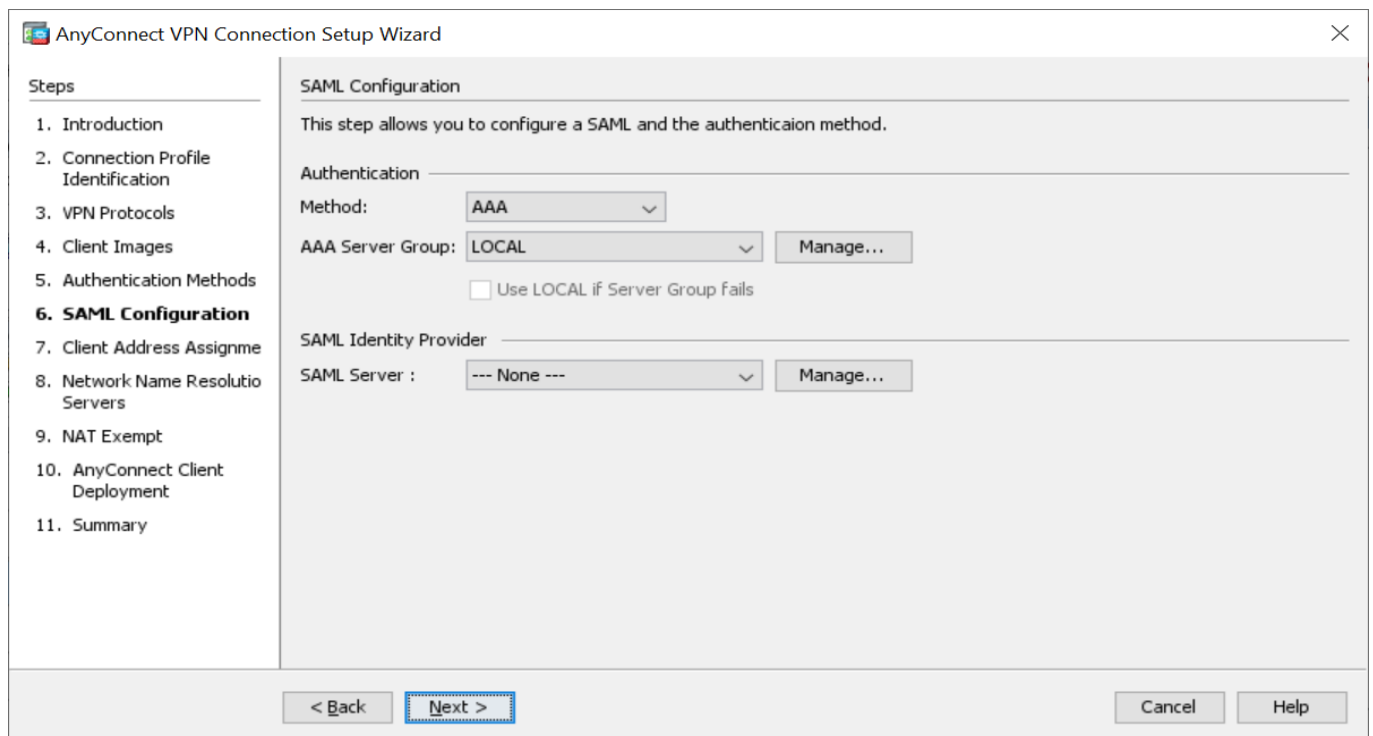 AnyConnect VPN Connection Setup Wizard
Steps
1. Introduction
2. Connection Profile
Identification
3. VPN Protocols
4. Client Images
5. Authentication Methods
6. SAML Configuration
7. Client Address Assignme
8. Network Name Resolutio
Servers
9. NAT Exempt
10. AnyConnect Client
Deployment
11. Summary
SAML Configuration
This step allows you to configure a SAML and the authenticaion method.
Authentication
Method: AAA
AAA Server Group: LOCAL Manage...
Use LOCAL if Server Group fails
SAML Identity Provider
SAML Server : --- None --- Manage...
< Back Next > Cancel Help